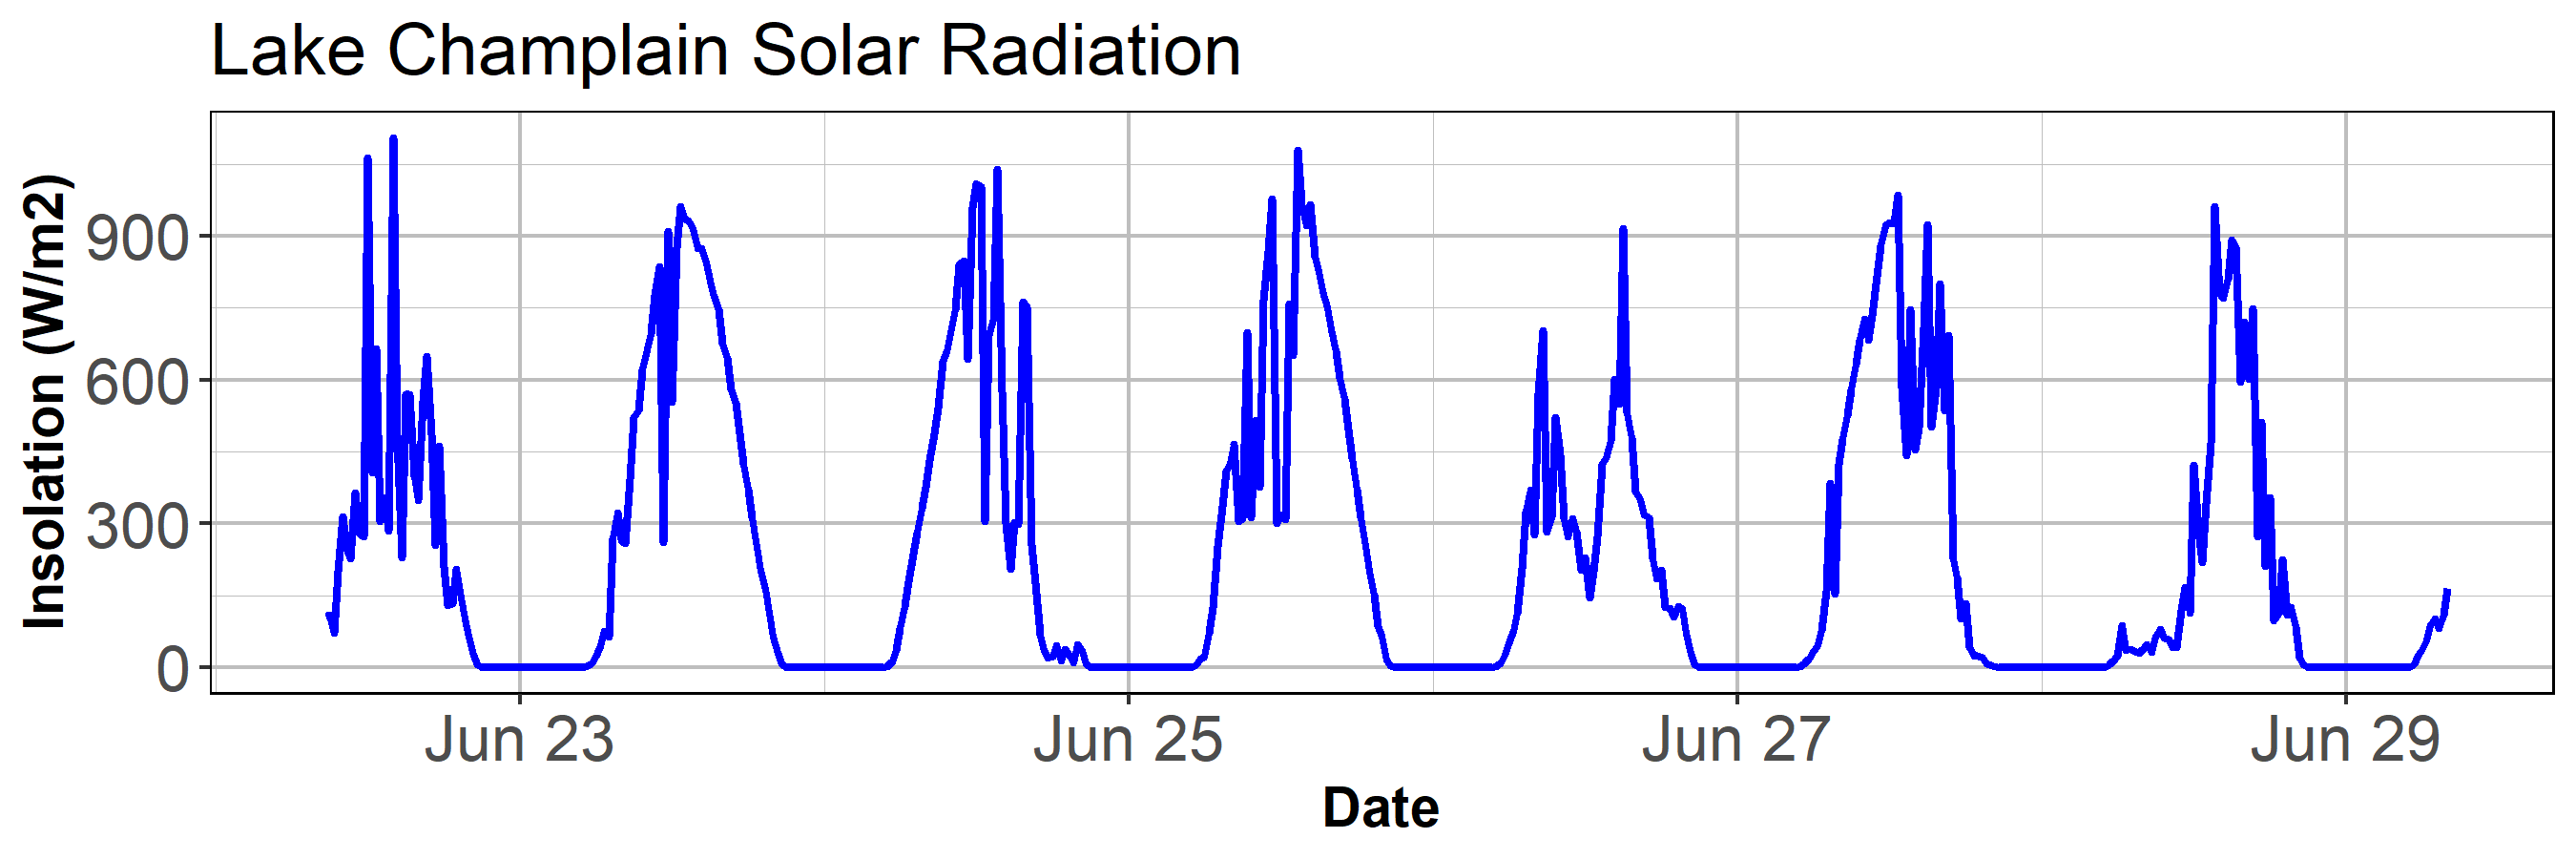 Lake Champlain Solar Radiation
Insolation (W/m2)
900
600
300
0
Jun 23 Jun 25 Jun 27 Jun 29
Date